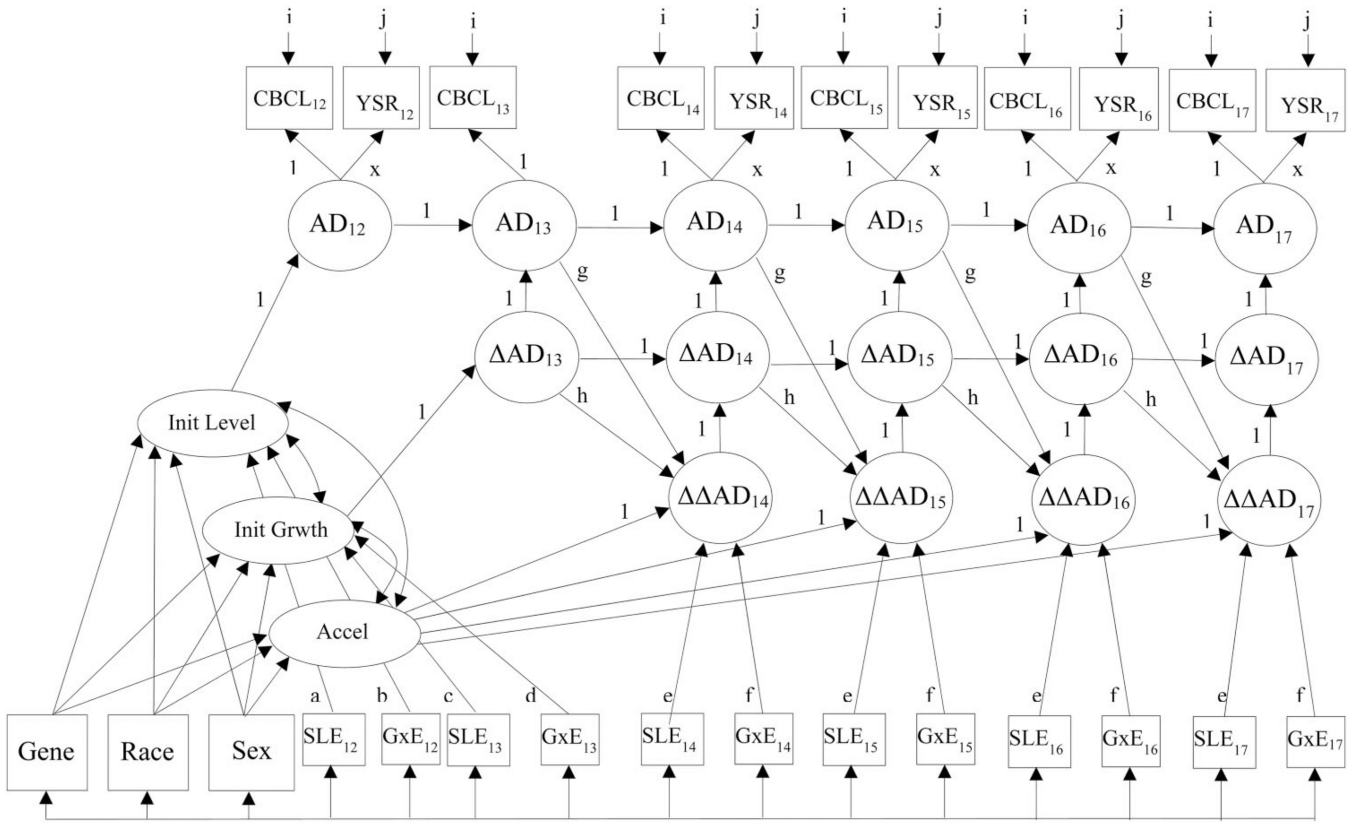 i j i i j i j i j i j
CBCL₁₂ YSR₁₂ CBCL₁₃ CBCL₁₄ YSR₁₄ CBCL₁₅ YSR₁₅ CBCL₁₆ YSR₁₆ CBCL₁₇ YSR₁₇
1 x 1 1 x 1 x 1 x 1 x
AD₁₂ 1 AD₁₃ 1 AD₁₄ 1 AD₁₅ 1 AD₁₆ 1 AD₁₇
1 1 g 1 g 1 g 1 g 1
ΔAD₁₃ 1 ΔAD₁₄ 1 ΔAD₁₅ 1 ΔAD₁₆ 1 ΔAD₁₇
1 h 1 h 1 h 1 h 1
Init Level
ΔΔAD₁₄ ΔΔAD₁₅ ΔΔAD₁₆ ΔΔAD₁₇
1 1 1 1
Init Grwth
Accel
a b c d e f e f e f e f
Gene Race Sex SLE₁₂ GxE₁₂ SLE₁₃ GxE₁₃ SLE₁₄ GxE₁₄ SLE₁₅ GxE₁₅ SLE₁₆ GxE₁₆ SLE₁₇ GxE₁₇